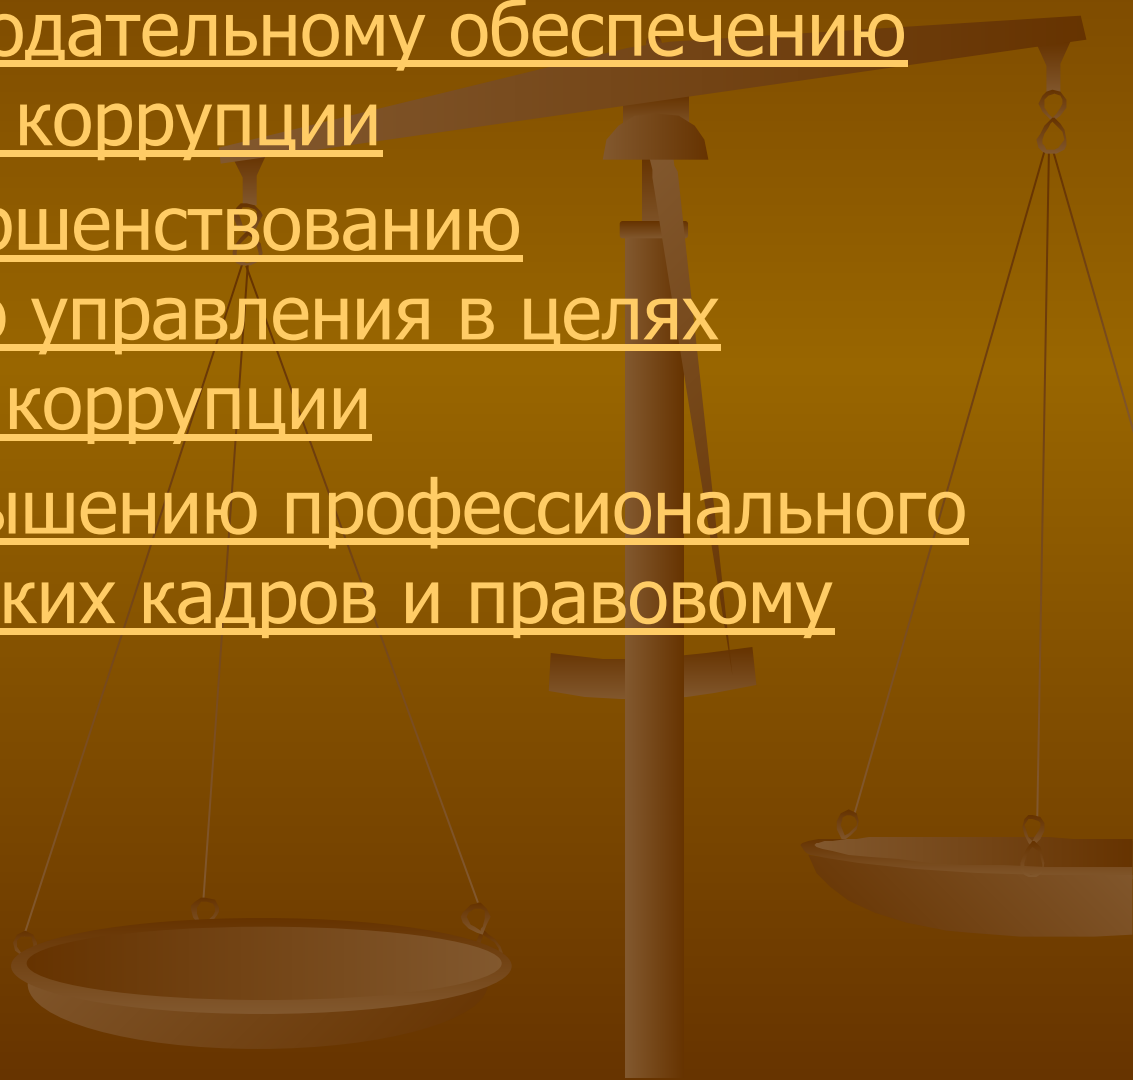 одательному обеспечению
коррупции
ршенствованию
о управления в целях
коррупции
ышению профессионального
ких кадров и правовому